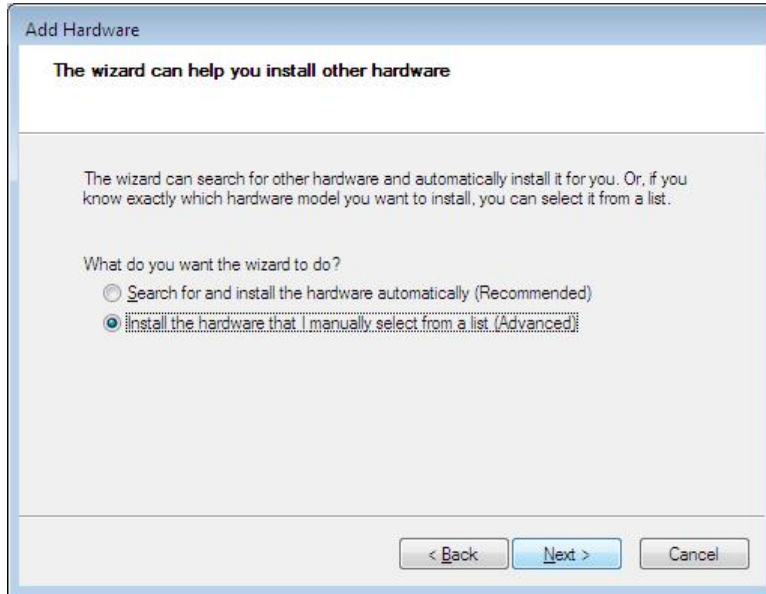 Add Hardware
The wizard can help you install other hardware
The wizard can search for other hardware and automatically install it for you. Or, if you
know exactly which hardware model you want to install, you can select it from a list.
What do you want the wizard to do?
Search for and install the hardware automatically (Recommended)
Install the hardware that I manually select from a list (Advanced)
< Back Next > Cancel